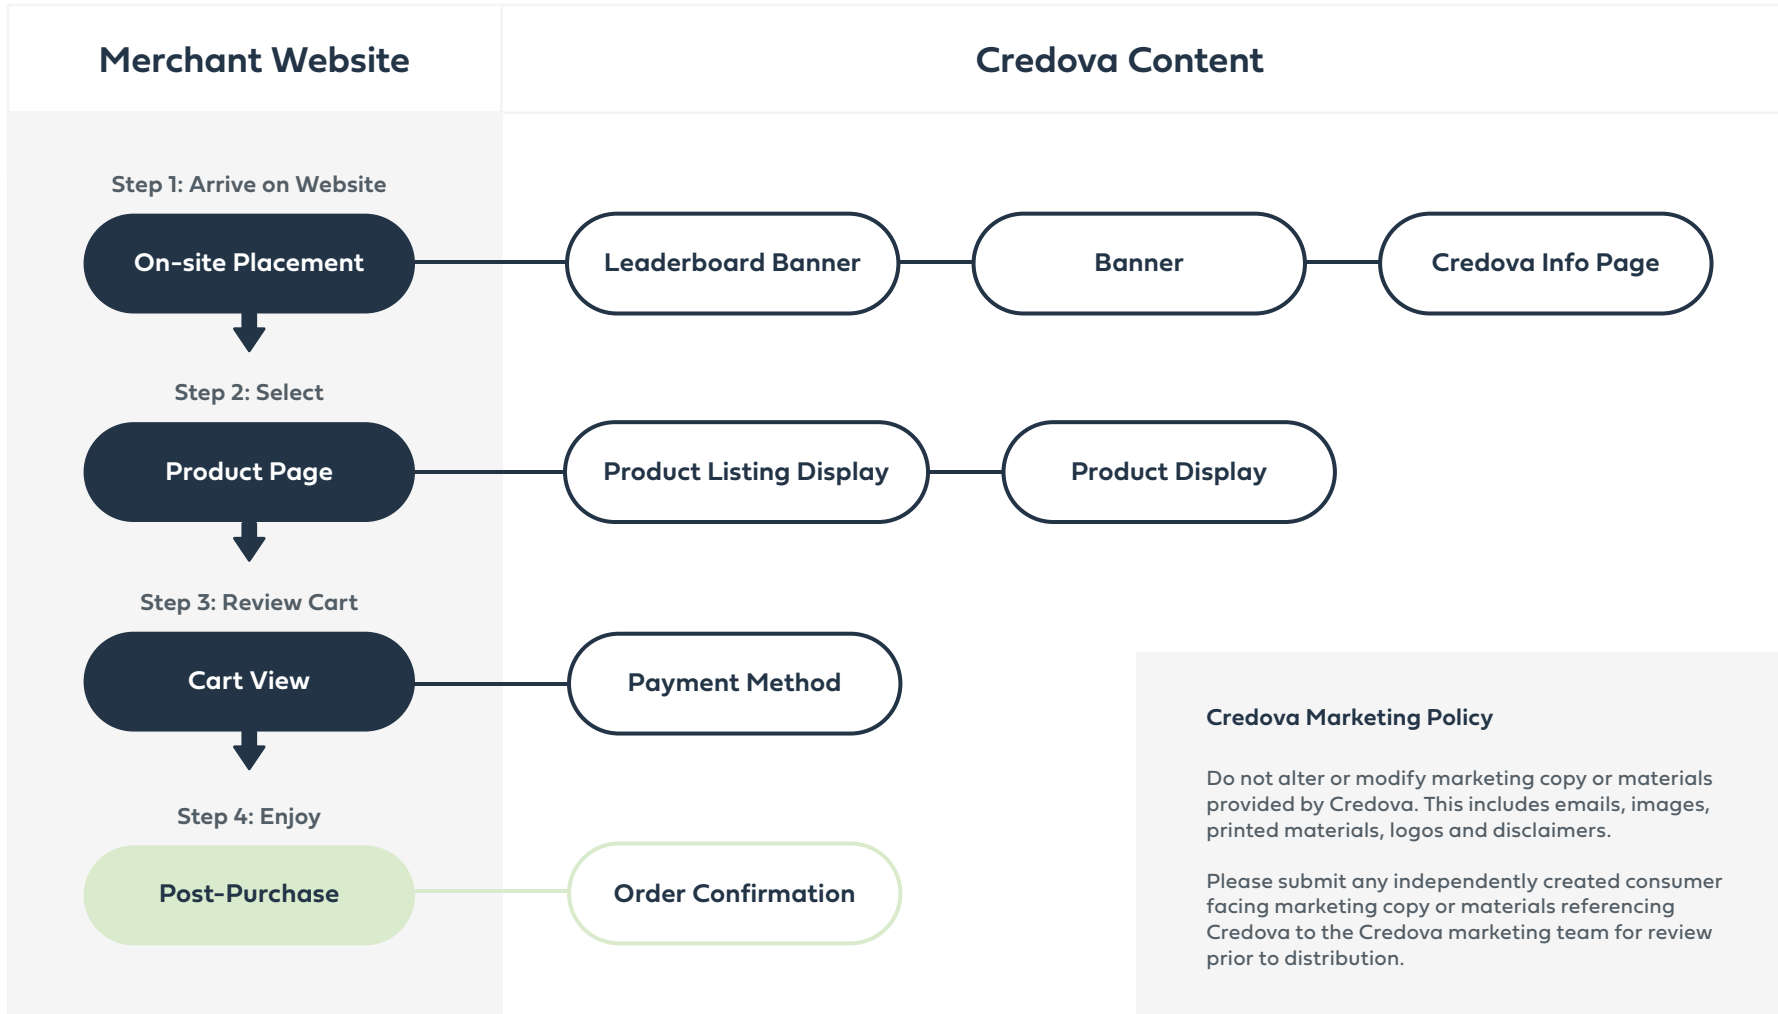 Merchant Website
Credova Content
Step 1: Arrive on Website
On-site Placement
Leaderboard Banner
Banner
Credova Info Page
Step 2: Select
Product Page
Product Listing Display
Product Display
Step 3: Review Cart
Cart View
Payment Method
Step 4: Enjoy
Post-Purchase
Order Confirmation
Credova Marketing Policy
Do not alter or modify marketing copy or materials
provided by Credova. This includes emails, images,
printed materials, logos and disclaimers.
Please submit any independently created consumer
facing marketing copy or materials referencing
Credova to the Credova marketing team for review
prior to distribution.